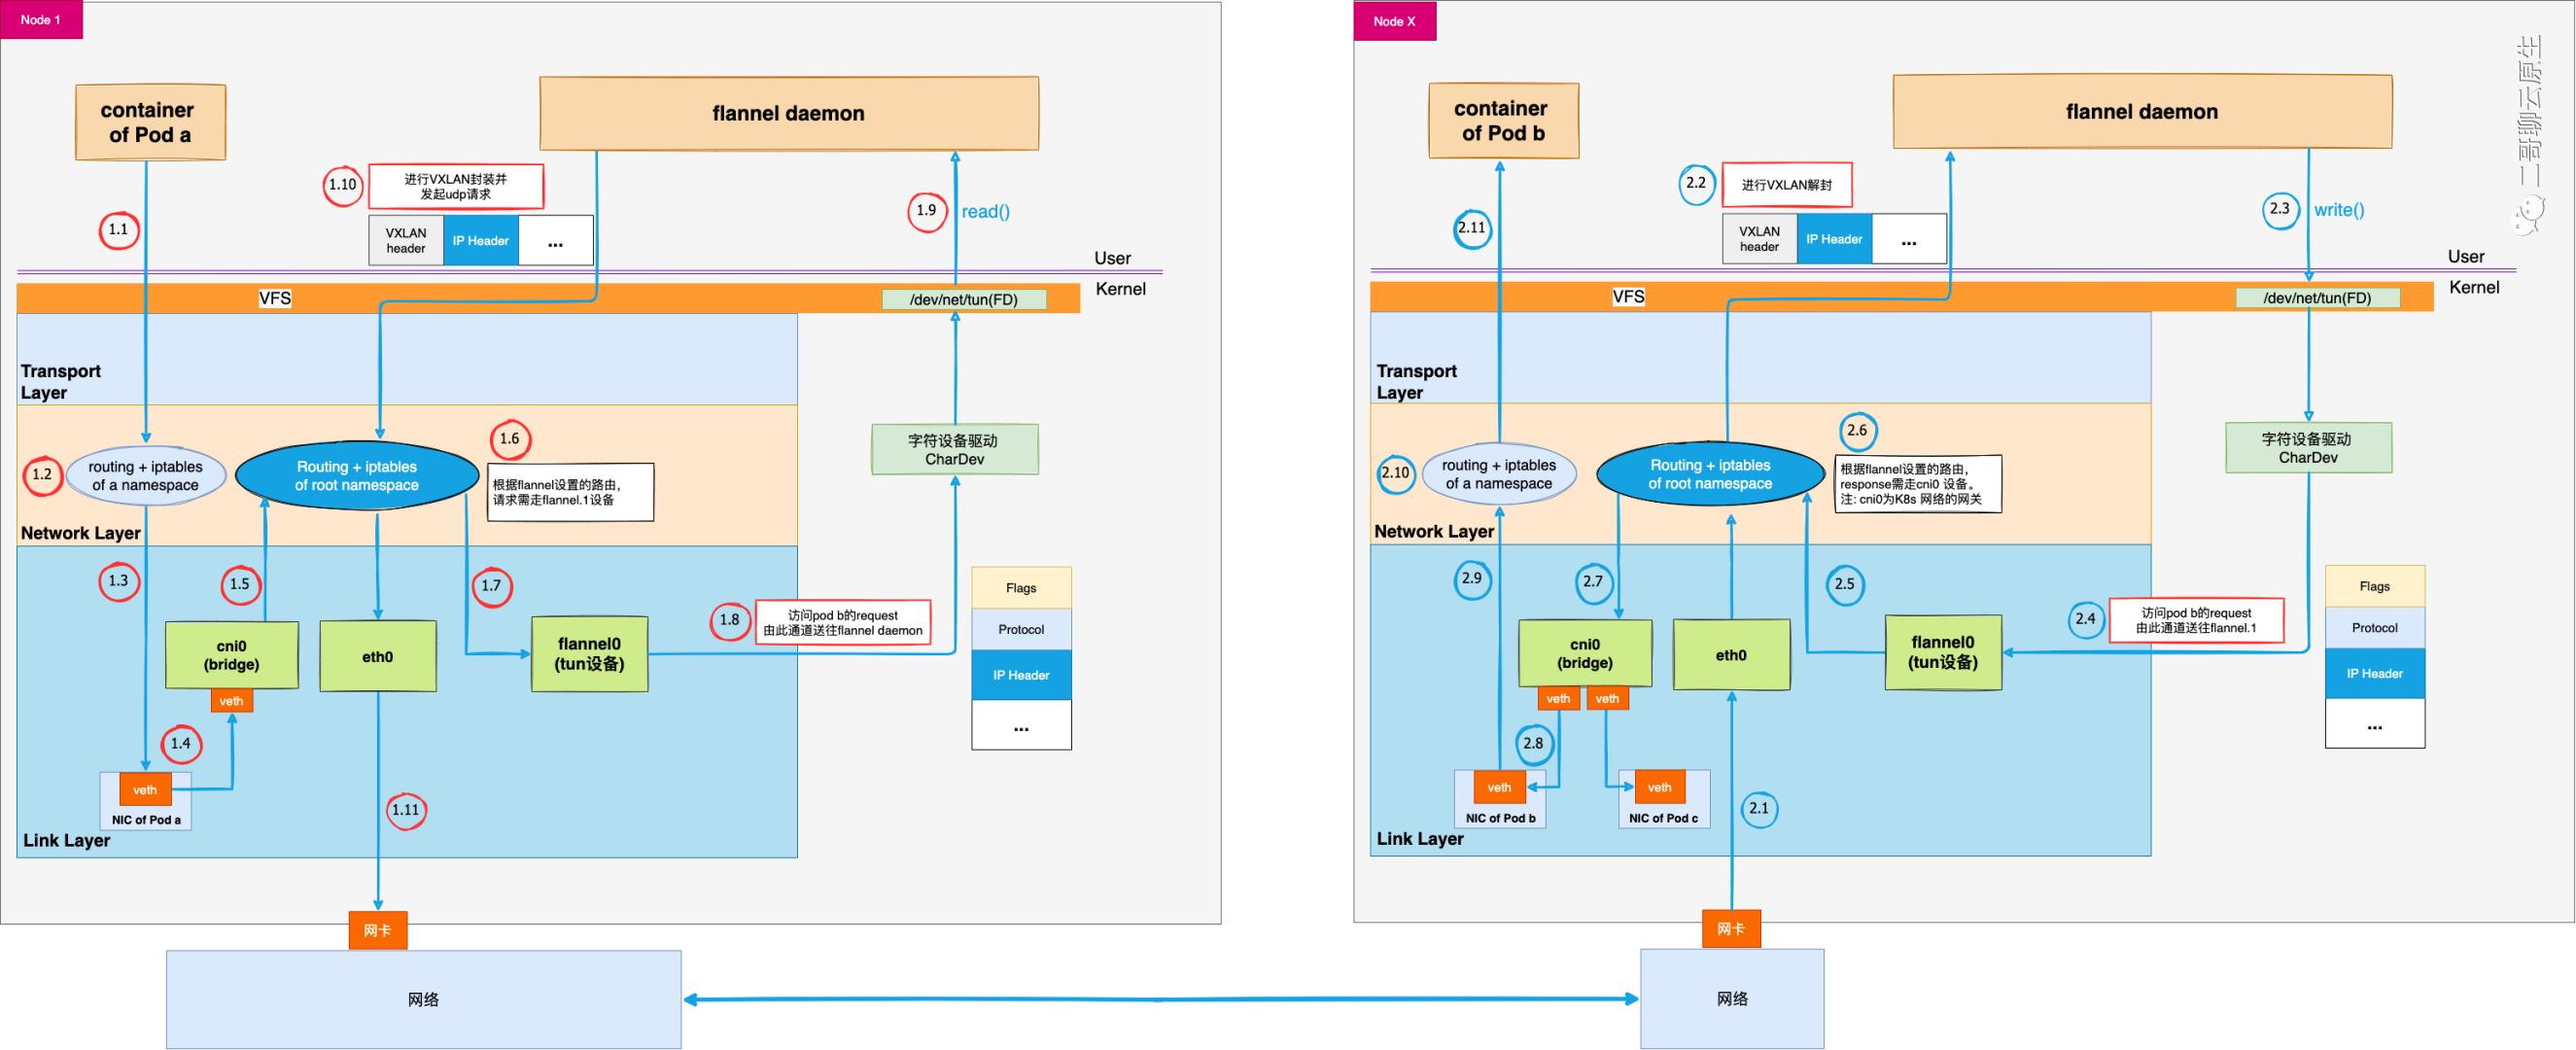 Node 1
container
of Pod a
flannel daemon
1.10
进行VXLAN封装并
发起udp请求
1.1
1.9
read()
VXLAN
header
IP Header
...
User
VFS
/dev/net/tun(FD)
Kernel
Transport
Layer
1.6
字符设备驱动
CharDev
1.2
routing + iptables
of a namespace
Routing + iptables
of root namespace
根据flannel设置的路由，
请求需走flannel.1设备
Network Layer
1.3
1.5
1.7
Flags
1.8
访问pod b的request
由此通道送往flannel daemon
Protocol
cni0
(bridge)
eth0
flannel0
(tun设备)
IP Header
veth
...
1.4
veth
NIC of Pod a
1.11
Link Layer
网卡
网络
Node X
二哥聊云原生
container
of Pod b
flannel daemon
2.2
进行VXLAN解封
2.11
2.3
write()
VXLAN
header
IP Header
...
User
VFS
/dev/net/tun(FD)
Kernel
Transport
Layer
2.6
字符设备驱动
CharDev
2.10
routing + iptables
of a namespace
Routing + iptables
of root namespace
根据flannel设置的路由，
response需走cni0 设备。
注: cni0为K8s 网络的网关
Network Layer
2.9
2.7
2.5
Flags
2.4
访问pod b的request
由此通道送往flannel.1
Protocol
cni0
(bridge)
eth0
flannel0
(tun设备)
IP Header
veth
veth
...
2.8
veth
NIC of Pod b
veth
NIC of Pod c
2.1
Link Layer
网卡
网络